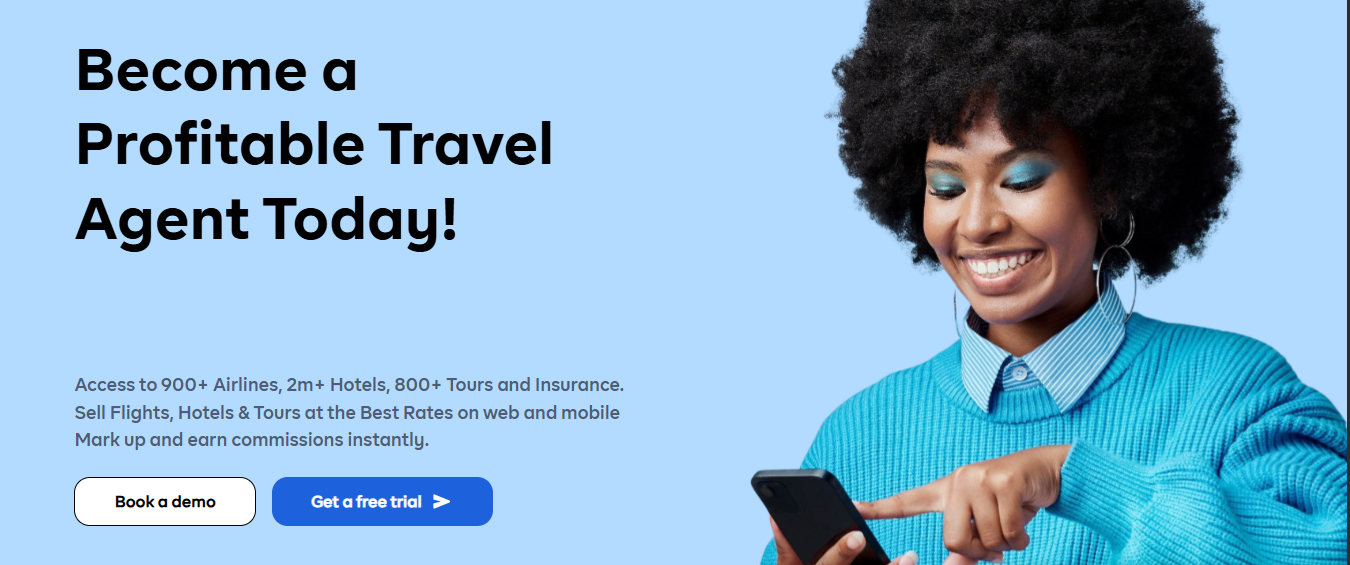 Become a
Profitable Travel
Agent Today!
Access to 900+ Airlines, 2m+ Hotels, 800+ Tours and Insurance.
Sell Flights, Hotels & Tours at the Best Rates on web and mobile
Mark up and earn commissions instantly.
Book a demo
Get a free trial